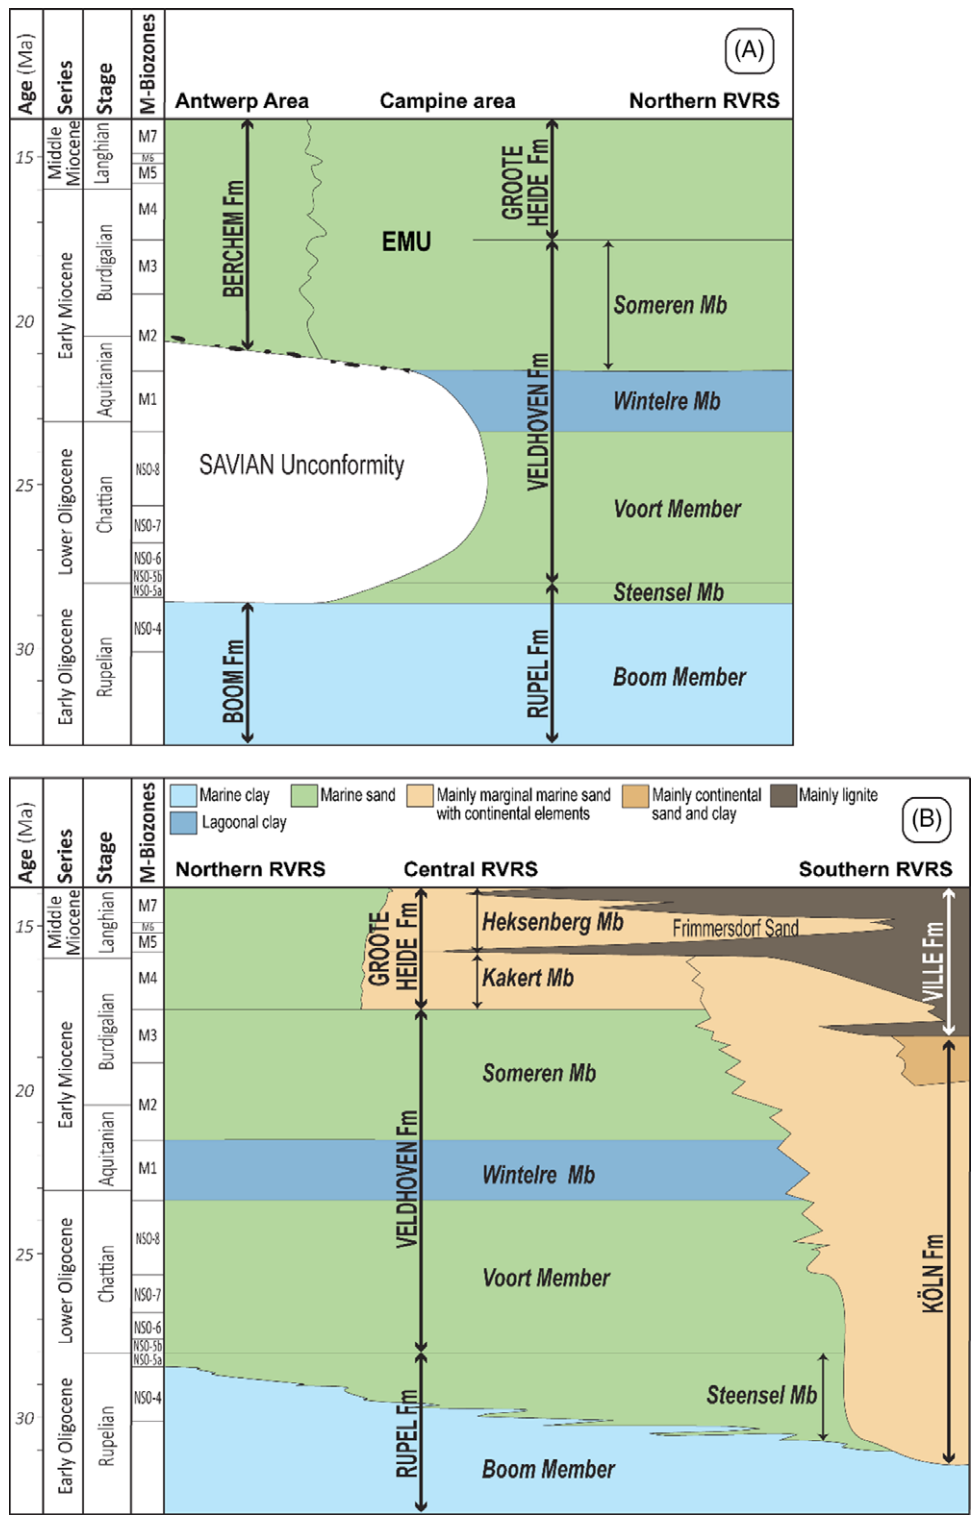 (A)
Age (Ma)
Series
Stage
M-Biozones
Antwerp Area
Campine area
Northern RVRS
15
20
25
30
Middle
Miocene
Early Miocene
Lower Oligocene
Early Oligocene
Langhian
Burdigalian
Aquitanian
Chattian
Rupelian
M7
M6
M5
M4
M3
M2
M1
NSO-8
NSO-7
NSO-6
NSO-5b
NSO-5a
NSO-4
BERCHEM Fm
EMU
GROOTE
HEIDE Fm
Someren Mb
Wintelre Mb
VELDHOVEN Fm
SAVIAN Unconformity
Voort Member
Steensel Mb
BOOM Fm
RUPEL Fm
Boom Member
Marine clay
Marine sand
Mainly marginal marine sand
with continental elements
Mainly continental
sand and clay
Mainly lignite
Lagoonal clay
(B)
Age (Ma)
Series
Stage
M-Biozones
Northern RVRS
Central RVRS
Southern RVRS
15
20
25
30
Middle
Miocene
Early Miocene
Lower Oligocene
Early Oligocene
Langhian
Burdigalian
Aquitanian
Chattian
Rupelian
M7
M6
M5
M4
M3
M2
M1
NSO-8
NSO-7
NSO-6
NSO-5b
NSO-5a
NSO-4
GROOTE
HEIDE Fm
Heksenberg Mb
Frimmersdorf Sand
Kakert Mb
VILLE Fm
Someren Mb
Wintelre Mb
VELDHOVEN Fm
Voort Member
KÖLN Fm
Steensel Mb
RUPEL Fm
Boom Member